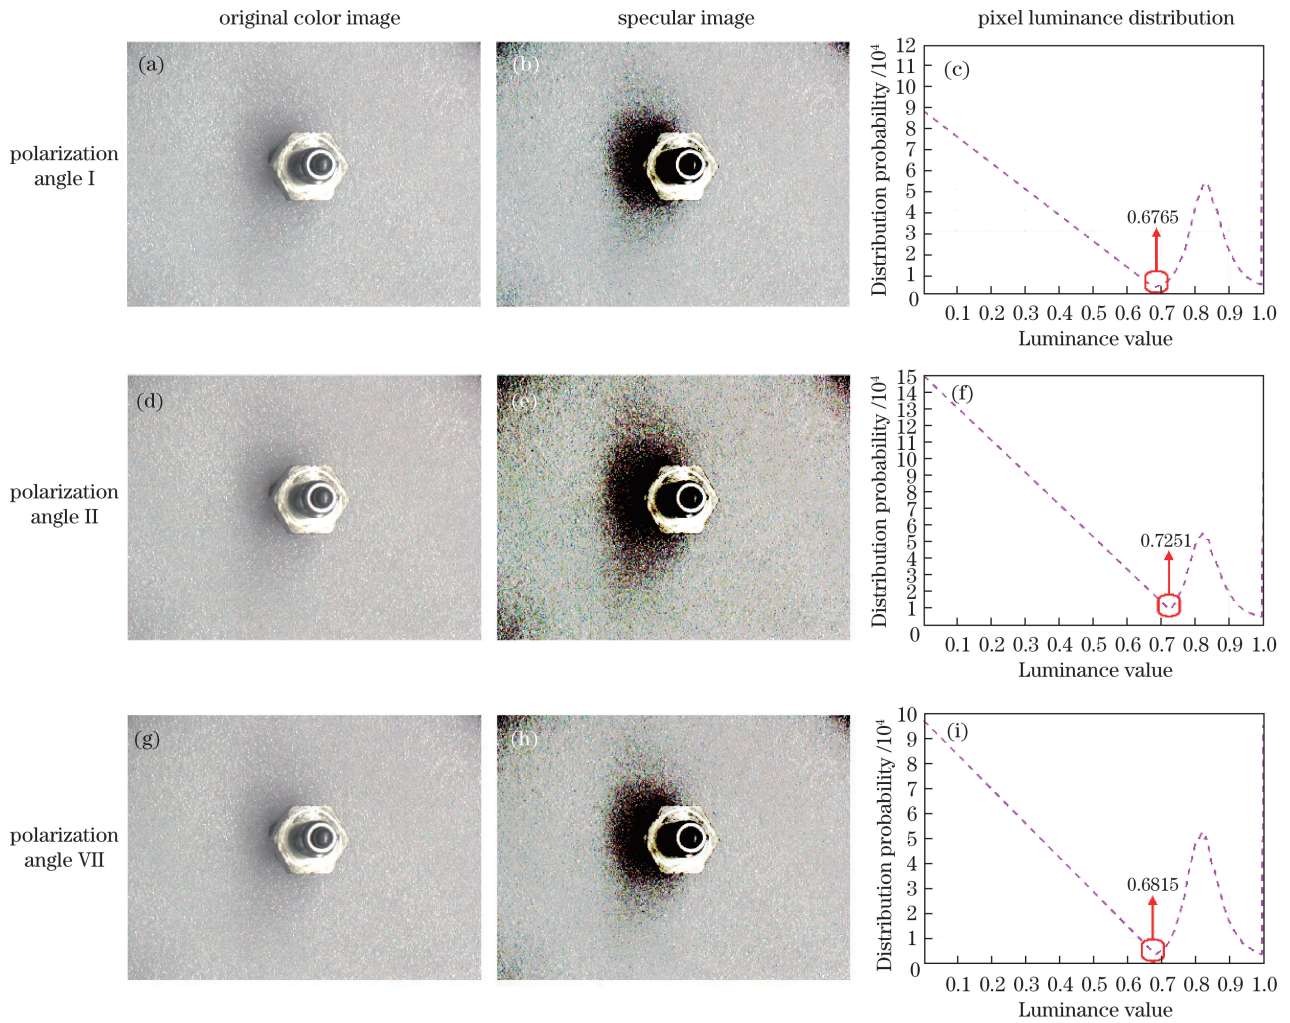 original color image
specular image
pixel luminance distribution
polarization
angle I
(a)
(b)
(c)
Distribution probability /10⁴
12
11
10
9
8
7
6
5
4
3
2
1
0
0.6765
0.1 0.2 0.3 0.4 0.5 0.6 0.7 0.8 0.9 1.0
Luminance value
polarization
angle II
(d)
(e)
(f)
Distribution probability /10⁴
15
14
13
12
11
10
9
8
7
6
5
4
3
2
1
0
0.7251
0.1 0.2 0.3 0.4 0.5 0.6 0.7 0.8 0.9 1.0
Luminance value
polarization
angle VII
(g)
(h)
(i)
Distribution probability /10⁴
10
9
8
7
6
5
4
3
2
1
0
0.6815
0.1 0.2 0.3 0.4 0.5 0.6 0.7 0.8 0.9 1.0
Luminance value